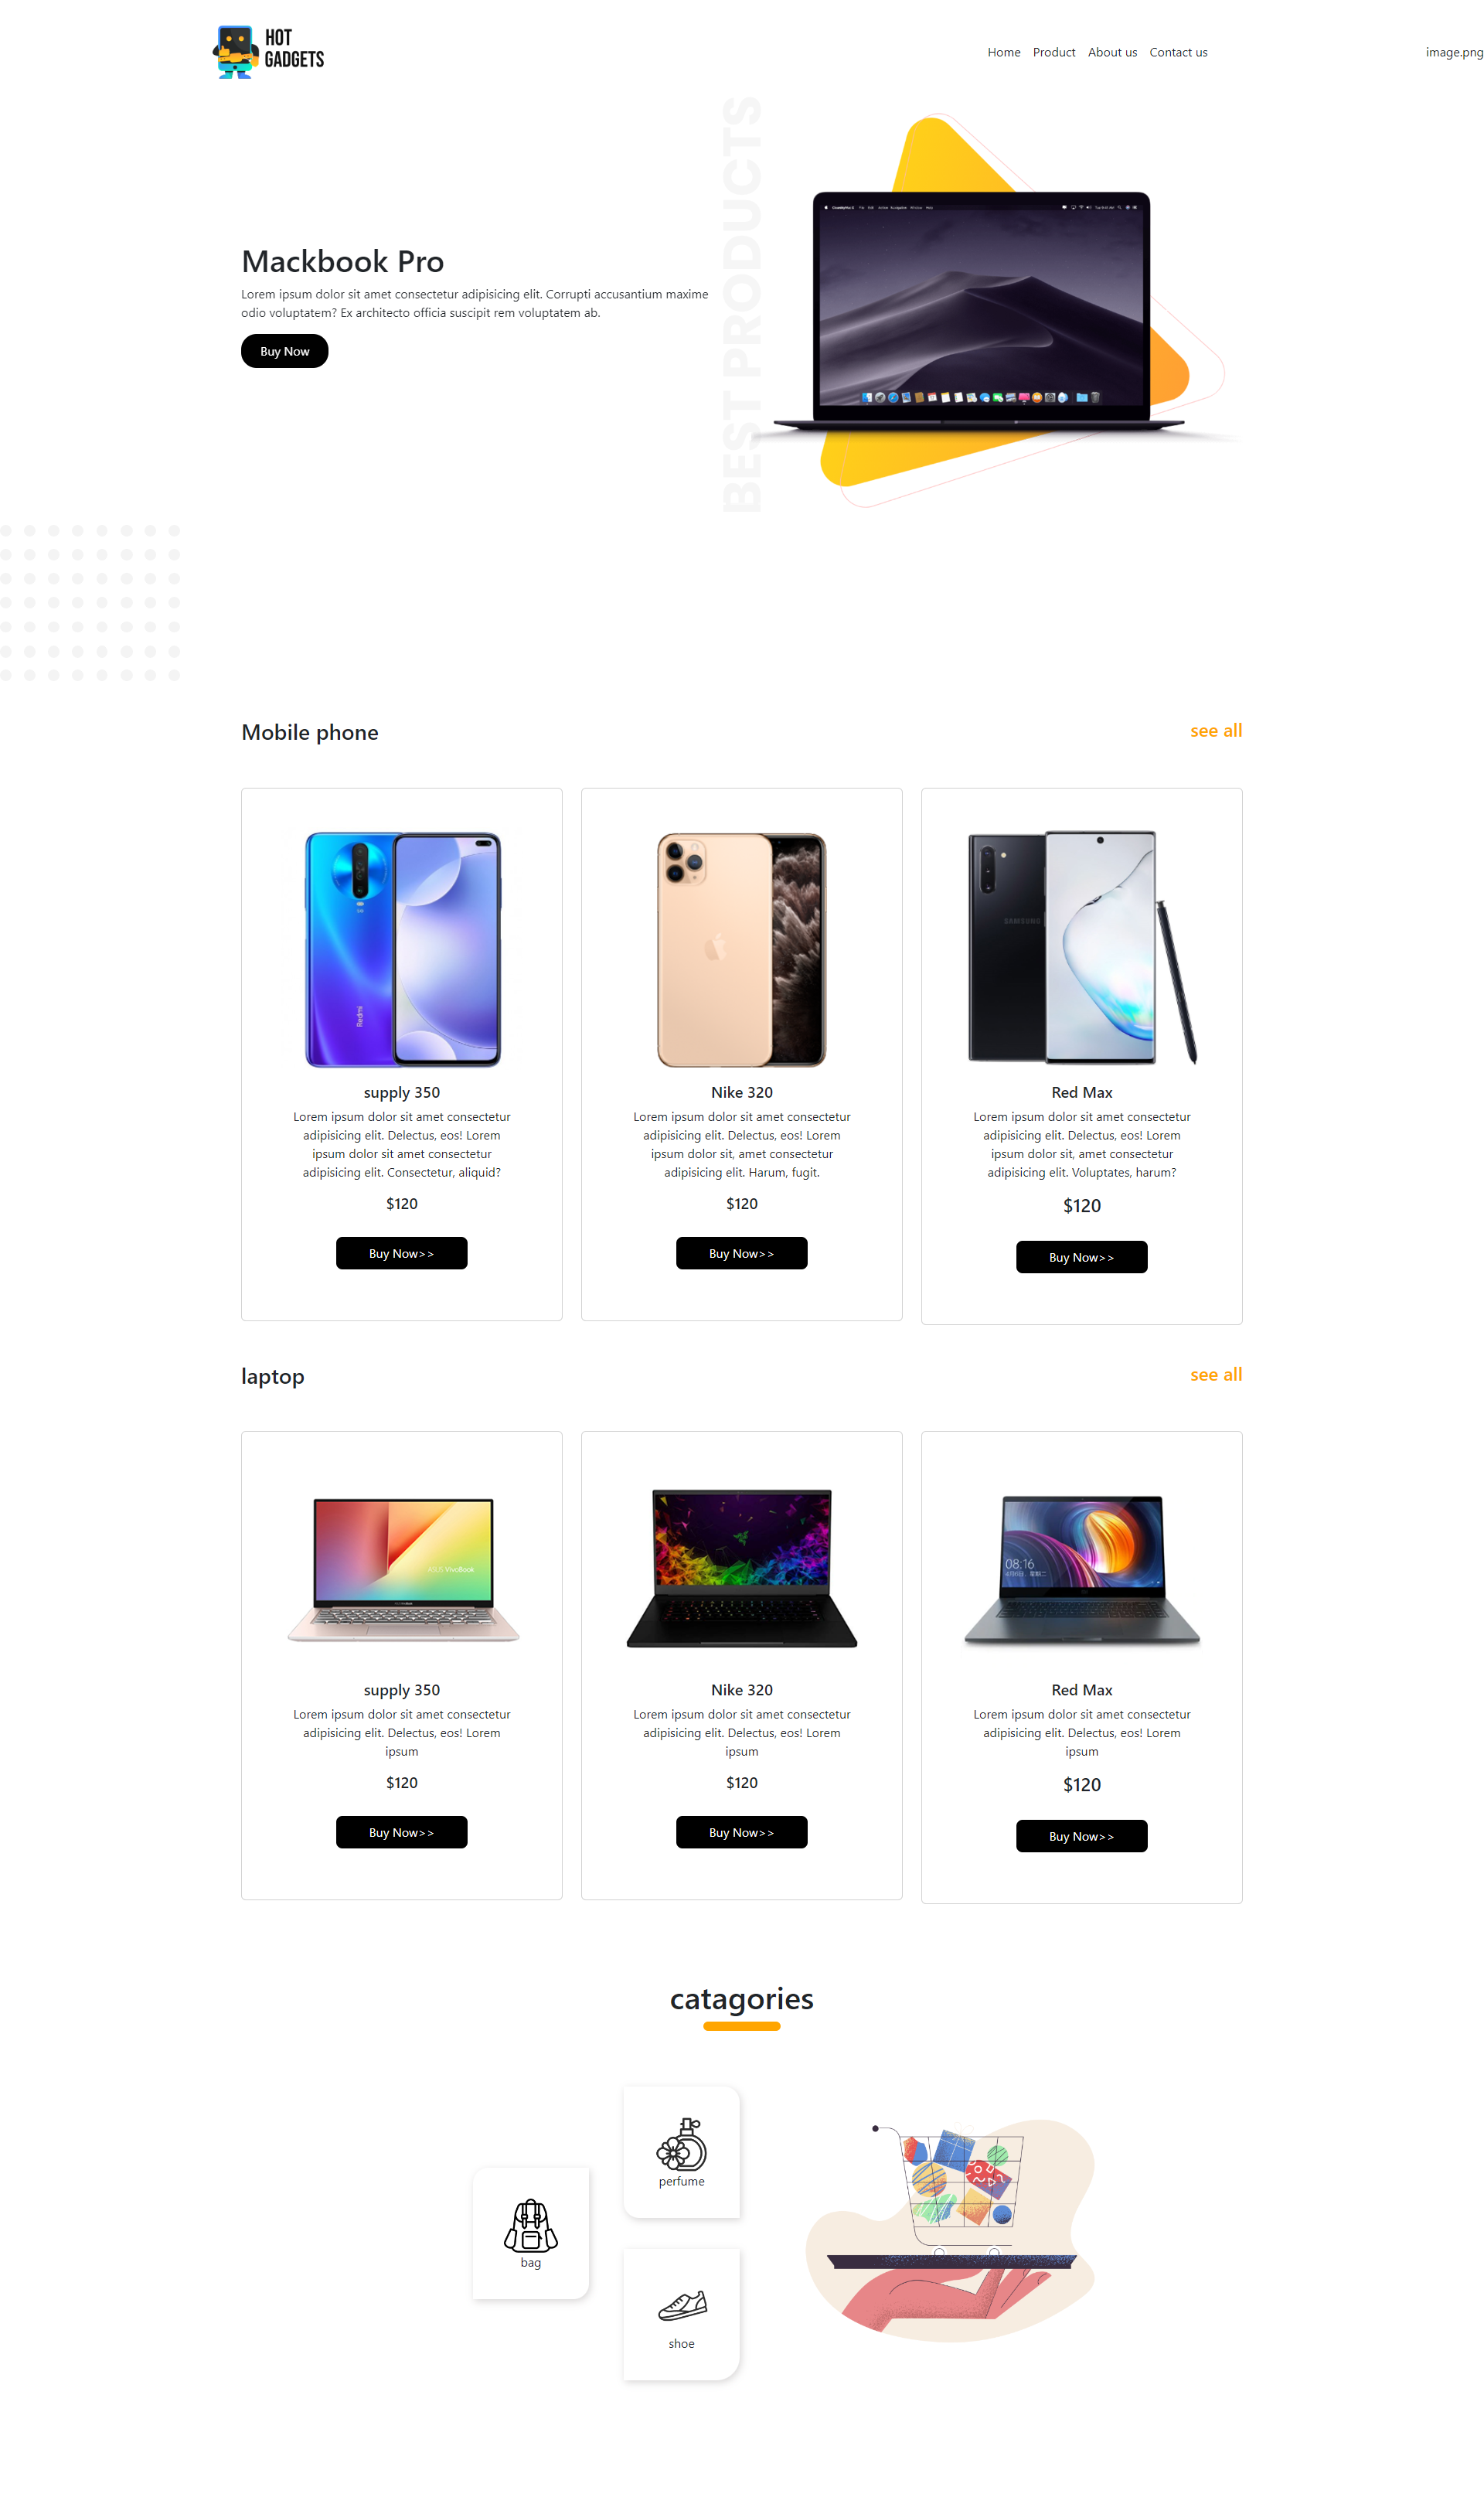 HOT
GADGETS
Home Product About us Contact us
image.png
BEST PRODUCTS
Mackbook Pro
Lorem ipsum dolor sit amet consectetur adipisicing elit. Corrupti accusantium maxime
odio voluptatem? Ex architecto officia suscipit rem voluptatem ab.
Buy Now
Mobile phone
see all
Redmi
SAMSUNG
supply 350
Lorem ipsum dolor sit amet consectetur
adipisicing elit. Delectus, eos! Lorem
ipsum dolor sit amet consectetur
adipisicing elit. Consectetur, aliquid?
$120
Buy Now>>
Nike 320
Lorem ipsum dolor sit amet consectetur
adipisicing elit. Delectus, eos! Lorem
ipsum dolor sit, amet consectetur
adipisicing elit. Harum, fugit.
$120
Buy Now>>
Red Max
Lorem ipsum dolor sit amet consectetur
adipisicing elit. Delectus, eos! Lorem
ipsum dolor sit, amet consectetur
adipisicing elit. Voluptates, harum?
$120
Buy Now>>
laptop
see all
ASUS VivoBook
08:16
supply 350
Lorem ipsum dolor sit amet consectetur
adipisicing elit. Delectus, eos! Lorem
ipsum
$120
Buy Now>>
Nike 320
Lorem ipsum dolor sit amet consectetur
adipisicing elit. Delectus, eos! Lorem
ipsum
$120
Buy Now>>
Red Max
Lorem ipsum dolor sit amet consectetur
adipisicing elit. Delectus, eos! Lorem
ipsum
$120
Buy Now>>
catagories
perfume
bag
shoe